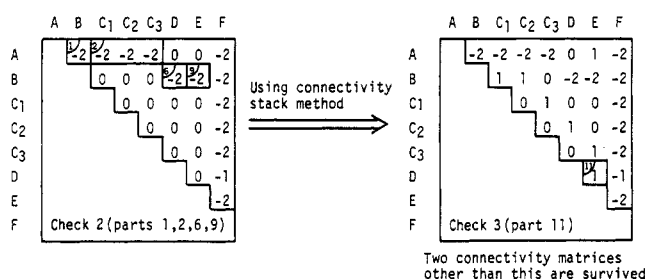 A B C1 C2 C3 D E F
A 1 -2 2 -2 -2 -2 0 0 -2
B 0 0 0 6 -2 9 -2 -2
C1 0 0 0 0 -2
C2 0 0 0 -2
C3 0 0 -2
D 0 -1
E -2
F Check 2(parts 1,2,6,9)
Using connectivity
stack method
A B C1 C2 C3 D E F
A -2 -2 -2 -2 0 1 -2
B 1 1 0 -2 -2 -2
C1 0 1 0 0 -2
C2 0 1 0 -2
C3 0 1 -2
D 11 1 -1
E -2
F Check 3(part 11)
Two connectivity matrices
other than this are survived